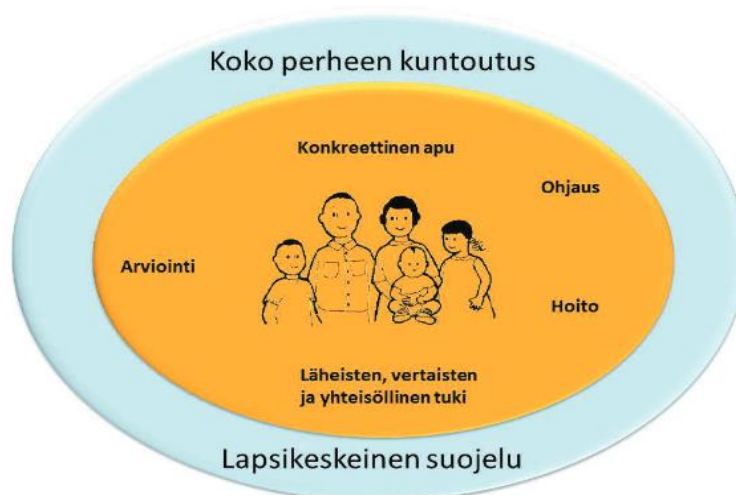 Koko perheen kuntoutus
Konkreettinen apu
Ohjaus
Arviointi
Hoito
Läheisten, vertaisten
ja yhteisöllinen tuki
Lapsikeskeinen suojelu